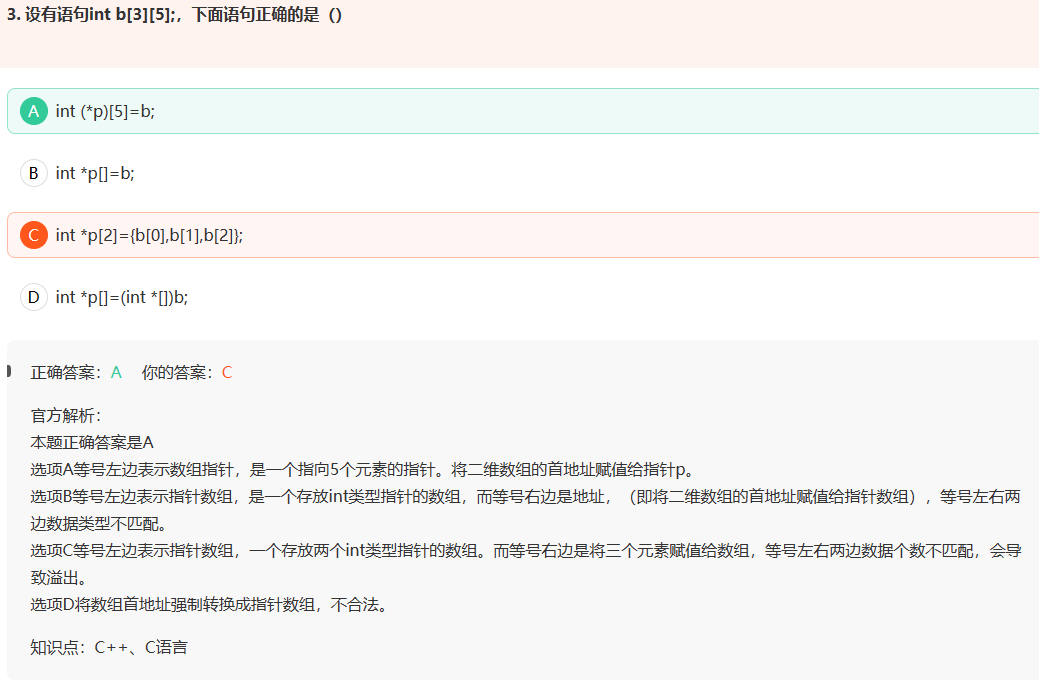 3. 设有语句int b[3][5];，下面语句正确的是（）
A int (*p)[5]=b;
B int *p[]=b;
C int *p[2]={b[0],b[1],b[2]};
D int *p[]=(int *[])b;
正确答案：A 你的答案：C
官方解析：
本题正确答案是A
选项A等号左边表示数组指针，是一个指向5个元素的指针。将二维数组的首地址赋值给指针p。
选项B等号左边表示指针数组，是一个存放int类型指针的数组，而等号右边是地址，（即将二维数组的首地址赋值给指针数组），等号左右两
边数据类型不匹配。
选项C等号左边表示指针数组，一个存放两个int类型指针的数组。而等号右边是将三个元素赋值给数组，等号左右两边数据个数不匹配，会导
致溢出。
选项D将数组首地址强制转换成指针数组，不合法。
知识点：C++、C语言